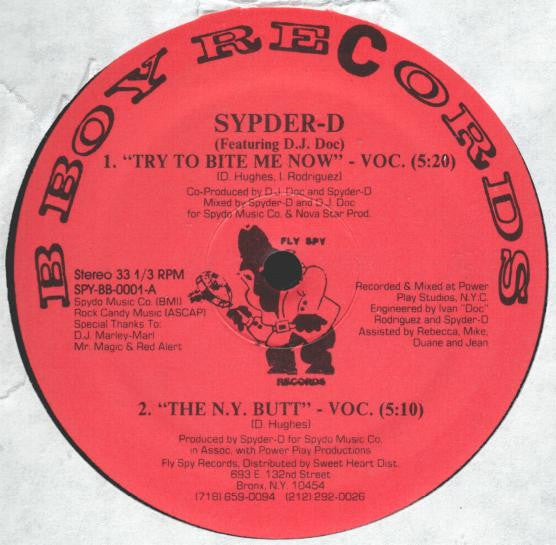 B BOY RECORDS
SYPDER-D
(Featuring D.J. Doc)
1. "TRY TO BITE ME NOW" - VOC. (5:20)
(D. Hughes, I. Rodriguez)
Co-Produced by D.J. Doc and Spyder-D
Mixed by Spyder-D and D.J. Doc
for Spydo Music Co. & Nova Star Prod.
FLY SPY
RECORDS
Stereo 33 1/3 RPM
SPY-BB-0001-A
Spydo Music Co. (BMI)
Rock Candy Music (ASCAP)
Special Thanks To:
D.J. Marley-Marl
Mr. Magic & Red Alert
Recorded & Mixed at Power
Play Studios, N.Y.C.
Engineered by Ivan "Doc"
Rodriguez and Spyder-D
Assisted by Rebecca, Mike,
Duane and Jean
2. "THE N.Y. BUTT" - VOC. (5:10)
(D. Hughes)
Produced by Spyder-D for Spydo Music Co.
in Assoc. with Power Play Productions
Fly Spy Records, Distributed by Sweet Heart Dist.
693 E. 132nd Street
Bronx, N.Y. 10454
(718) 659-0094 (212) 292-0026